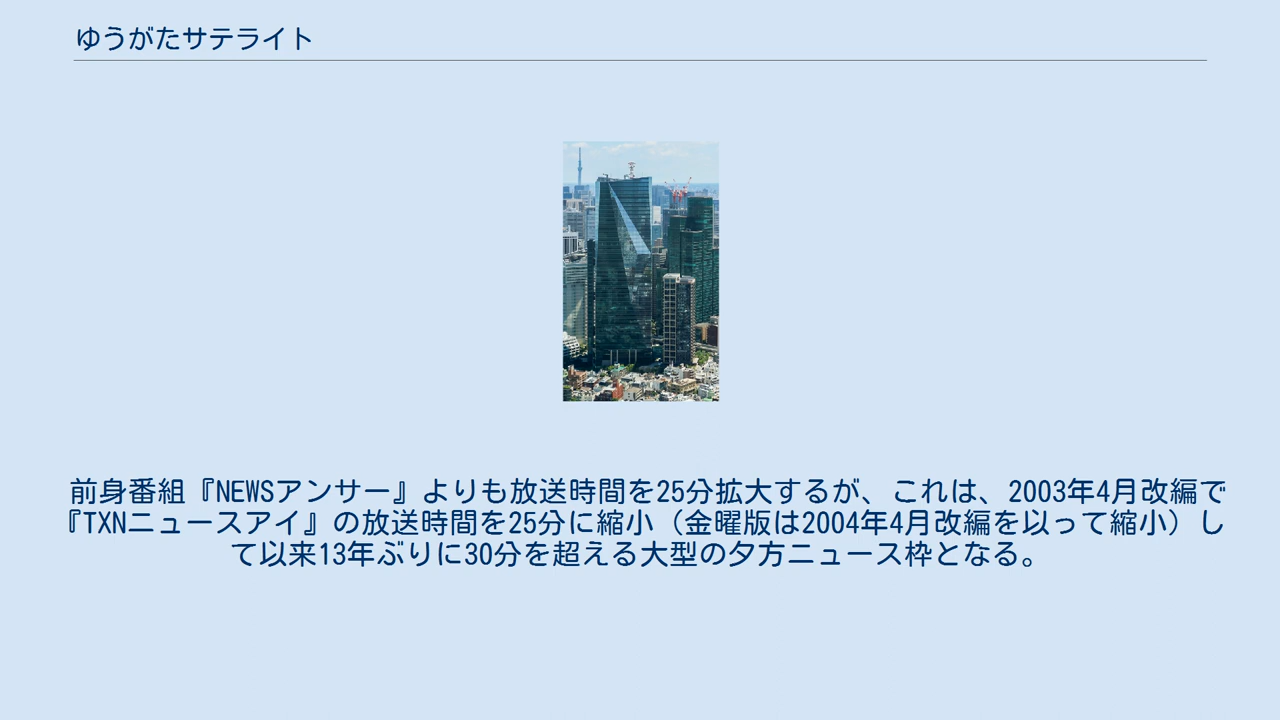 ゆうがたサテライト
前身番組『NEWSアンサー』よりも放送時間を25分拡大するが、これは、2003年4月改編で
『TXNニュースアイ』の放送時間を25分に縮小（金曜版は2004年4月改編を以って縮小）し
て以来13年ぶりに30分を超える大型の夕方ニュース枠となる。